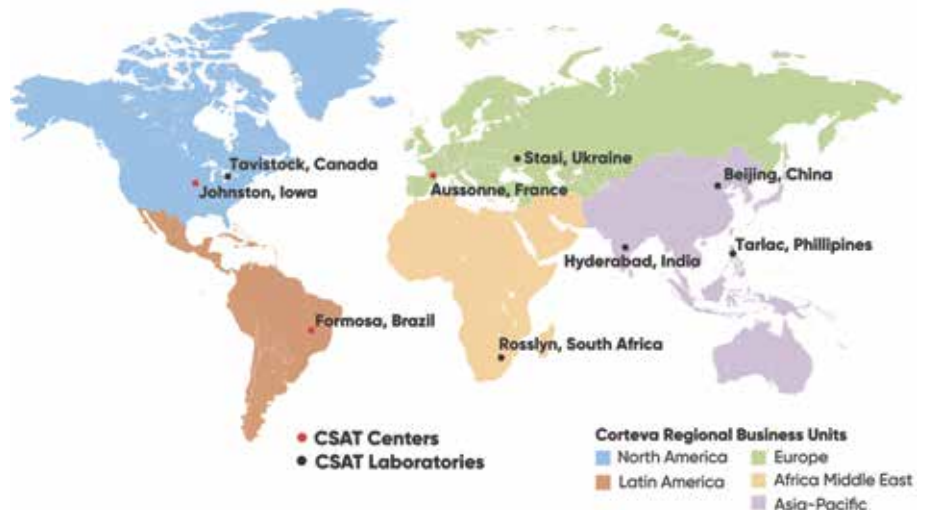 Tavistock, Canada
Johnston, Iowa
Stasi, Ukraine
Aussonne, France
Beijing, China
Hyderabad, India
Tarlac, Phillipines
Formosa, Brazil
Rosslyn, South Africa
CSAT Centers
CSAT Laboratories
Corteva Regional Business Units
North America
Europe
Latin America
Africa Middle East
Asia-Pacific